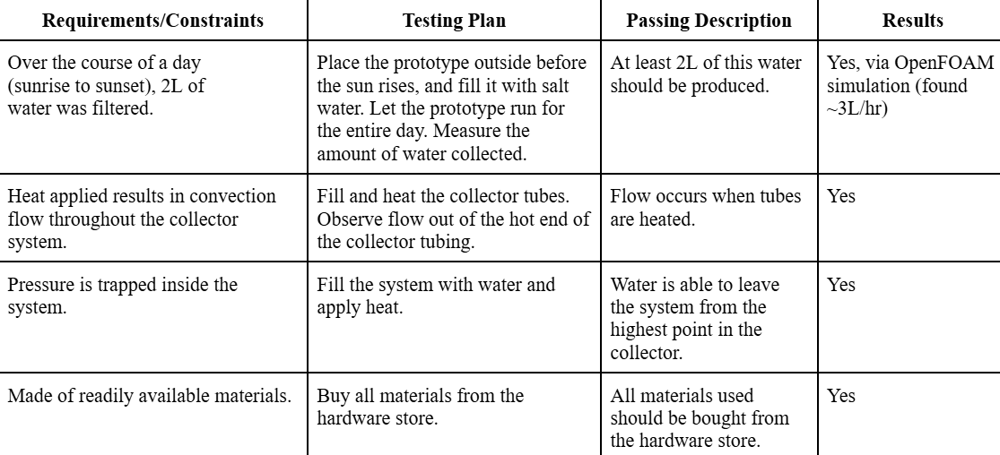 Requirements/Constraints
Testing Plan
Passing Description
Results
Over the course of a day
(sunrise to sunset), 2L of
water was filtered.
Place the prototype outside before
the sun rises, and fill it with salt
water. Let the prototype run for
the entire day. Measure the
amount of water collected.
At least 2L of this water
should be produced.
Yes, via OpenFOAM
simulation (found
~3L/hr)
Heat applied results in convection
flow throughout the collector
system.
Fill and heat the collector tubes.
Observe flow out of the hot end of
the collector tubing.
Flow occurs when tubes
are heated.
Yes
Pressure is trapped inside the
system.
Fill the system with water and
apply heat.
Water is able to leave
the system from the
highest point in the
collector.
Yes
Made of readily available materials.
Buy all materials from the
hardware store.
All materials used
should be bought from
the hardware store.
Yes